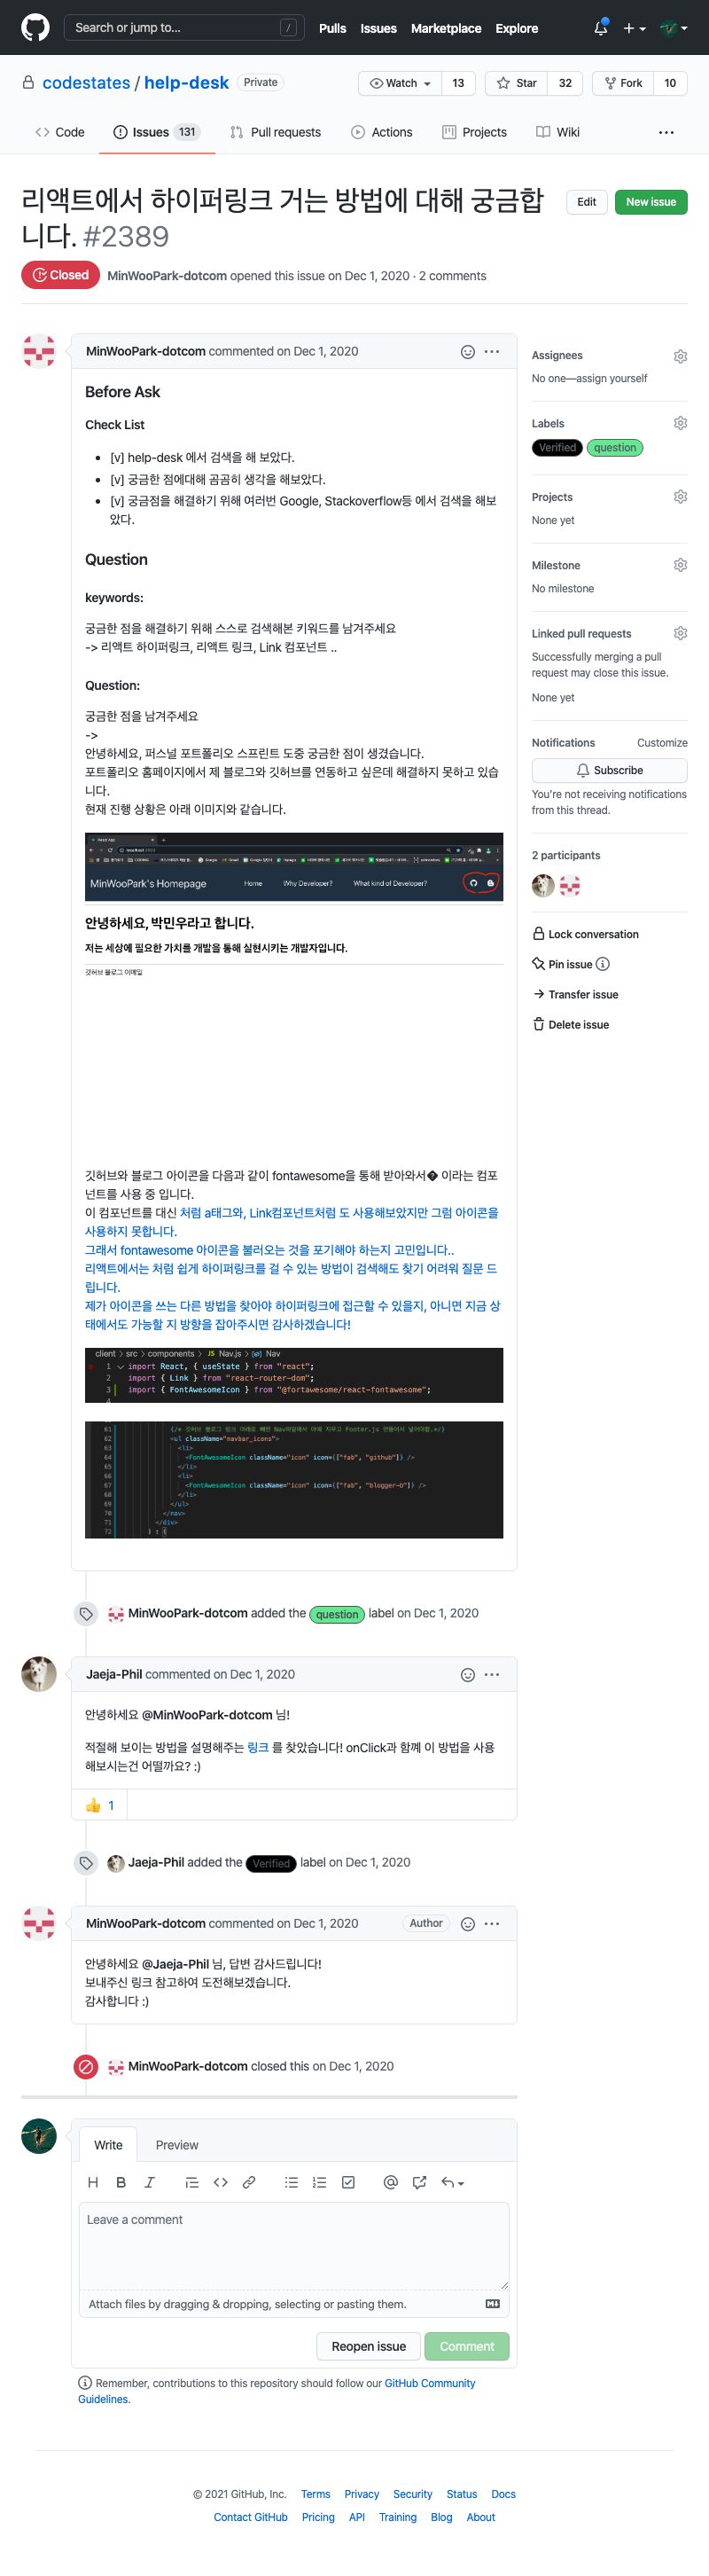 Search or jump to... /
Pulls Issues Marketplace Explore
codestates / help-desk Private
Watch 13 Star 32 Fork 10
Code Issues 131 Pull requests Actions Projects Wiki
리액트에서 하이퍼링크 거는 방법에 대해 궁금합
니다. #2389
Edit New issue
Closed MinWooPark-dotcom opened this issue on Dec 1, 2020 · 2 comments
MinWooPark-dotcom commented on Dec 1, 2020
Before Ask
Check List
[v] help-desk 에서 검색을 해 보았다.
[v] 궁금한 점에대해 곰곰히 생각을 해보았다.
[v] 궁금점을 해결하기 위해 여러번 Google, Stackoverflow등 에서 검색을 해보
았다.
Question
keywords:
궁금한 점을 해결하기 위해 스스로 검색해본 키워드를 남겨주세요
-> 리액트 하이퍼링크, 리액트 링크, Link 컴포넌트 ..
Question:
궁금한 점을 남겨주세요
->
안녕하세요, 퍼스널 포트폴리오 스프린트 도중 궁금한 점이 생겼습니다.
포트폴리오 홈페이지에서 제 블로그와 깃허브를 연동하고 싶은데 해결하지 못하고 있습
니다.
현재 진행 상황은 아래 이미지와 같습니다.
MinWooPark's Homepage Home Why Developer? What kind of Developer?
안녕하세요, 박민우라고 합니다.
저는 세상에 필요한 가치를 개발을 통해 실현시키는 개발자입니다.
깃허브 블로그 이메일
깃허브와 블로그 아이콘을 다음과 같이 fontawesome을 통해 받아와서� 이라는 컴포
넌트를 사용 중 입니다.
이 컴포넌트를 대신 처럼 a태그와, Link컴포넌트처럼 도 사용해보았지만 그럼 아이콘을
사용하지 못합니다.
그래서 fontawesome 아이콘을 불러오는 것을 포기해야 하는지 고민입니다..
리액트에서는 처럼 쉽게 하이퍼링크를 걸 수 있는 방법이 검색해도 찾기 어려워 질문 드
립니다.
제가 아이콘을 쓰는 다른 방법을 찾아야 하이퍼링크에 접근할 수 있을지, 아니면 지금 상
태에서도 가능할 지 방향을 잡아주시면 감사하겠습니다!
client > src > components > JS Nav.js > Nav
1 import React, { useState } from "react";
2 import { Link } from "react-router-dom";
3 import { FontAwesomeIcon } from "@fortawesome/react-fontawesome";
4
61
62 <ul className="navbar_icons">
63 <li>
64 <FontAwesomeIcon className="icon" icon={["fab", "github"]} />
65 </li>
66 <li>
67 <FontAwesomeIcon className="icon" icon={["fab", "blogger-b"]} />
68 </li>
69 </ul>
70 </nav>
71 </div>
72 ) : (
MinWooPark-dotcom added the question label on Dec 1, 2020
Jaeja-Phil commented on Dec 1, 2020
안녕하세요 @MinWooPark-dotcom 님!
적절해 보이는 방법을 설명해주는 링크 를 찾았습니다! onClick과 함께 이 방법을 사용
해보시는건 어떨까요? :)
👍 1
Jaeja-Phil added the Verified label on Dec 1, 2020
MinWooPark-dotcom commented on Dec 1, 2020 Author
안녕하세요 @Jaeja-Phil 님, 답변 감사드립니다!
보내주신 링크 참고하여 도전해보겠습니다.
감사합니다 :)
MinWooPark-dotcom closed this on Dec 1, 2020
Write Preview
Leave a comment
Attach files by dragging & dropping, selecting or pasting them.
Reopen issue Comment
Remember, contributions to this repository should follow our GitHub Community
Guidelines.
Assignees
No one—assign yourself
Labels
Verified question
Projects
None yet
Milestone
No milestone
Linked pull requests
Successfully merging a pull
request may close this issue.
None yet
Notifications Customize
Subscribe
You're not receiving notifications
from this thread.
2 participants
Lock conversation
Pin issue
Transfer issue
Delete issue
© 2021 GitHub, Inc. Terms Privacy Security Status Docs
Contact GitHub Pricing API Training Blog About